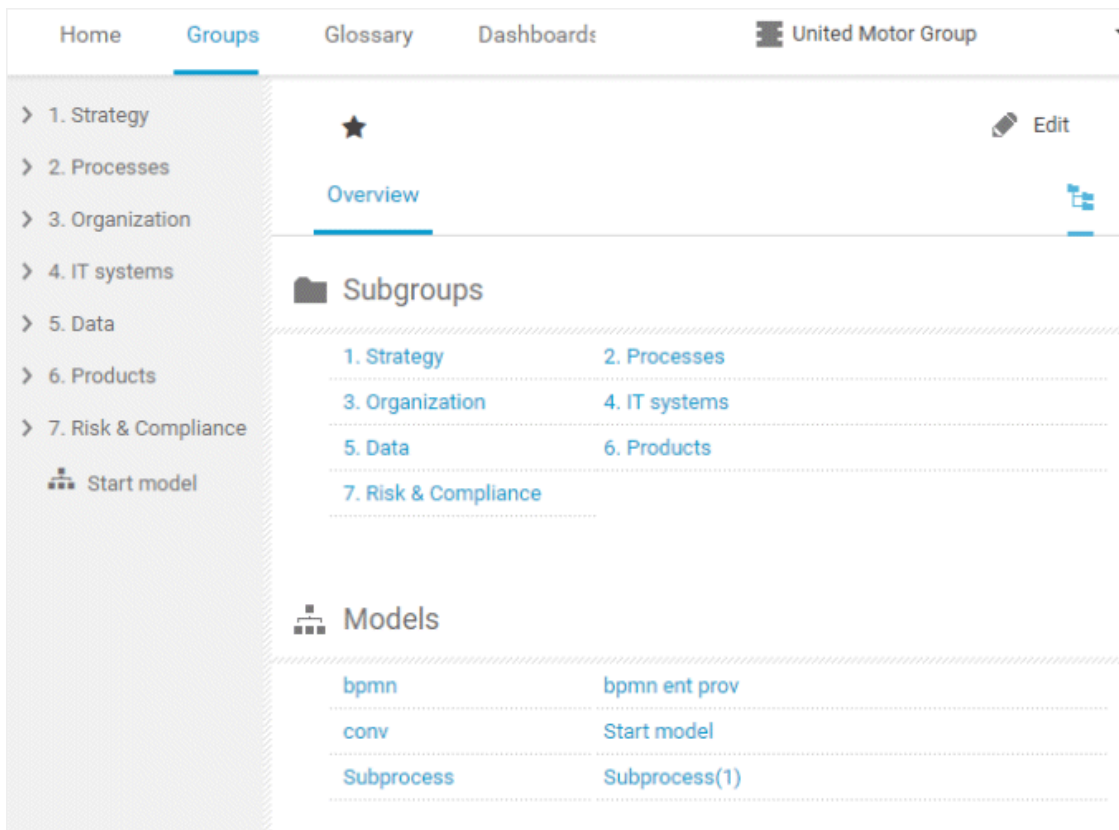 Home Groups Glossary Dashboards United Motor Group
1. Strategy
2. Processes
3. Organization
4. IT systems
5. Data
6. Products
7. Risk & Compliance
Start model
Edit
Overview
Subgroups
1. Strategy 2. Processes
3. Organization 4. IT systems
5. Data 6. Products
7. Risk & Compliance
Models
bpmn bpmn ent prov
conv Start model
Subprocess Subprocess(1)